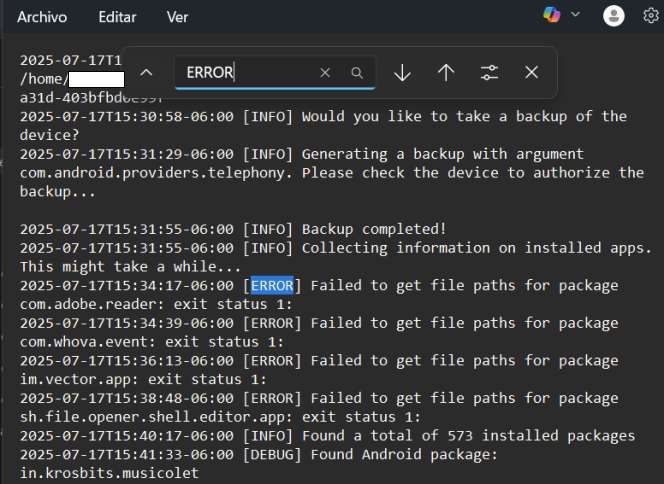 Archivo Editar Ver
ERROR
2025-07-17T1
/home/
2025-07-17T15:30:58-06:00 [INFO] Would you like to take a backup of the
device?
2025-07-17T15:31:29-06:00 [INFO] Generating a backup with argument
com.android.providers.telephony. Please check the device to authorize the
backup...
2025-07-17T15:31:55-06:00 [INFO] Backup completed!
2025-07-17T15:31:55-06:00 [INFO] Collecting information on installed apps.
This might take a while...
2025-07-17T15:34:17-06:00 [ERROR] Failed to get file paths for package
com.adobe.reader: exit status 1:
2025-07-17T15:34:39-06:00 [ERROR] Failed to get file paths for package
com.whova.event: exit status 1:
2025-07-17T15:36:13-06:00 [ERROR] Failed to get file paths for package
im.vector.app: exit status 1:
2025-07-17T15:38:48-06:00 [ERROR] Failed to get file paths for package
sh.file.opener.shell.editor.app: exit status 1:
2025-07-17T15:40:17-06:00 [INFO] Found a total of 573 installed packages
2025-07-17T15:41:33-06:00 [DEBUG] Found Android package:
in.krosbits.musicolet